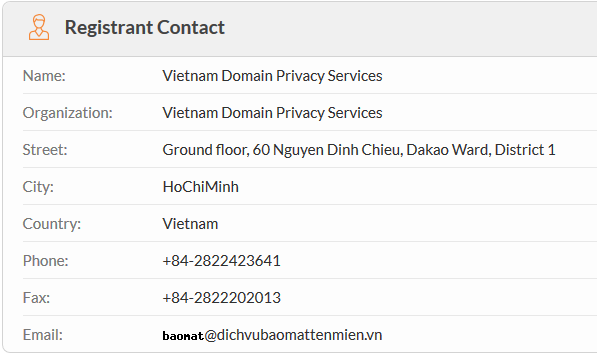 Registrant Contact
Name: Vietnam Domain Privacy Services
Organization: Vietnam Domain Privacy Services
Street: Ground floor, 60 Nguyen Dinh Chieu, Dakao Ward, District 1
City: HoChiMinh
Country: Vietnam
Phone: +84-2822423641
Fax: +84-2822202013
Email: baomat@dichvubaomattenmien.vn